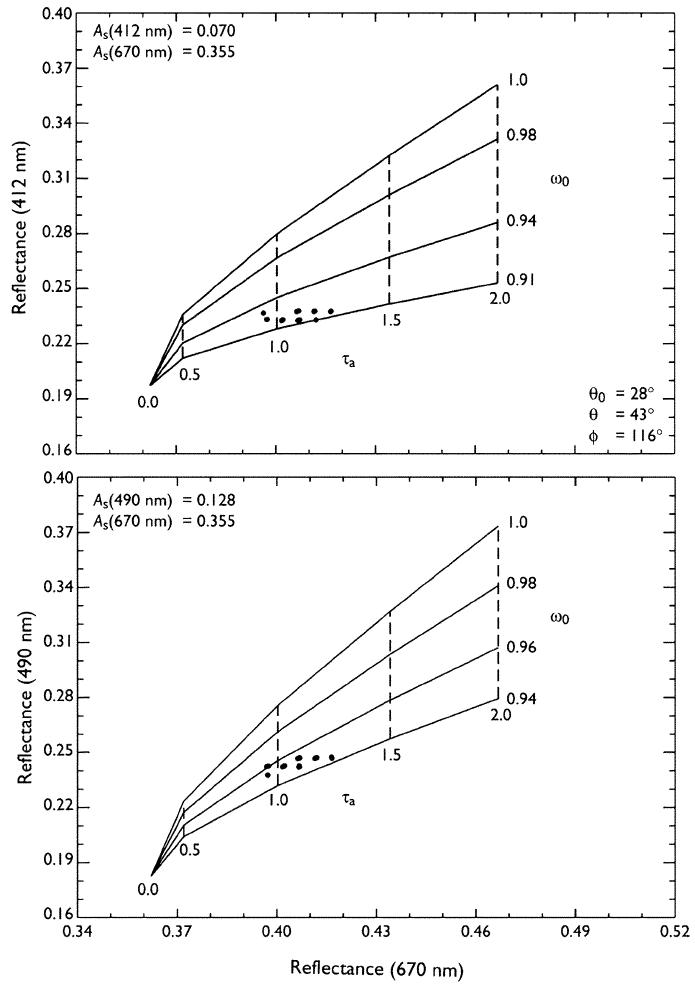 0.40
A_s(412 nm) = 0.070
A_s(670 nm) = 0.355
0.37
1.0
0.34
0.98
0.31
ω₀
Reflectance (412 nm)
0.28
0.94
0.25
0.91
2.0
1.5
0.22
1.0
τₐ
0.5
0.19
0.0
θ₀ = 28°
θ = 43°
ϕ = 116°
0.16
0.40
A_s(490 nm) = 0.128
A_s(670 nm) = 0.355
1.0
0.37
0.98
0.34
ω₀
0.96
0.31
Reflectance (490 nm)
0.28
0.94
2.0
0.25
1.5
1.0
τₐ
0.22
0.5
0.19
0.0
0.16
0.34 0.37 0.40 0.43 0.46 0.49 0.52
Reflectance (670 nm)